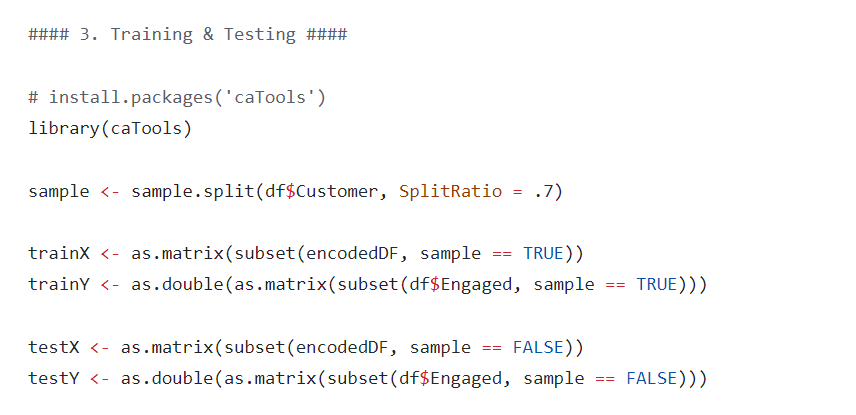 #### 3. Training & Testing ####
# install.packages('caTools')
library(caTools)
sample <- sample.split(df$Customer, SplitRatio = .7)
trainX <- as.matrix(subset(encodedDF, sample == TRUE))
trainY <- as.double(as.matrix(subset(df$Engaged, sample == TRUE)))
testX <- as.matrix(subset(encodedDF, sample == FALSE))
testY <- as.double(as.matrix(subset(df$Engaged, sample == FALSE)))